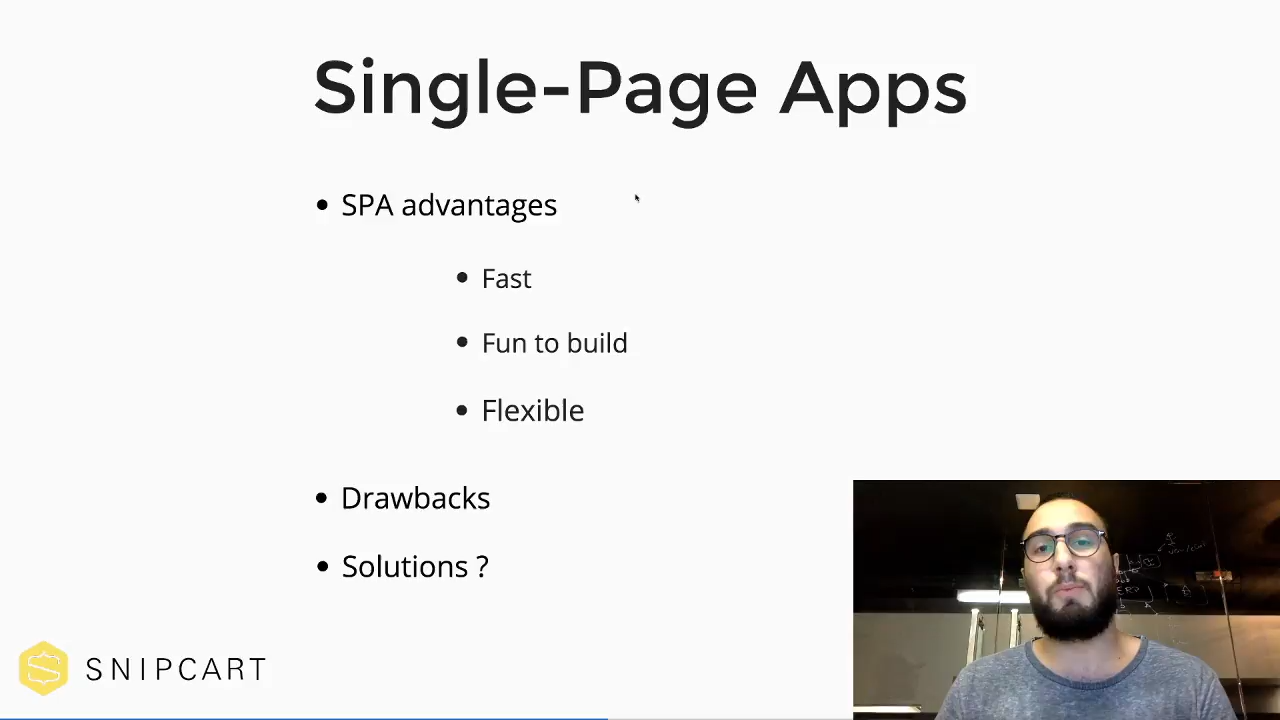 Single-Page Apps
• SPA advantages
• Fast
• Fun to build
• Flexible
• Drawbacks
• Solutions ?
SNIPCART